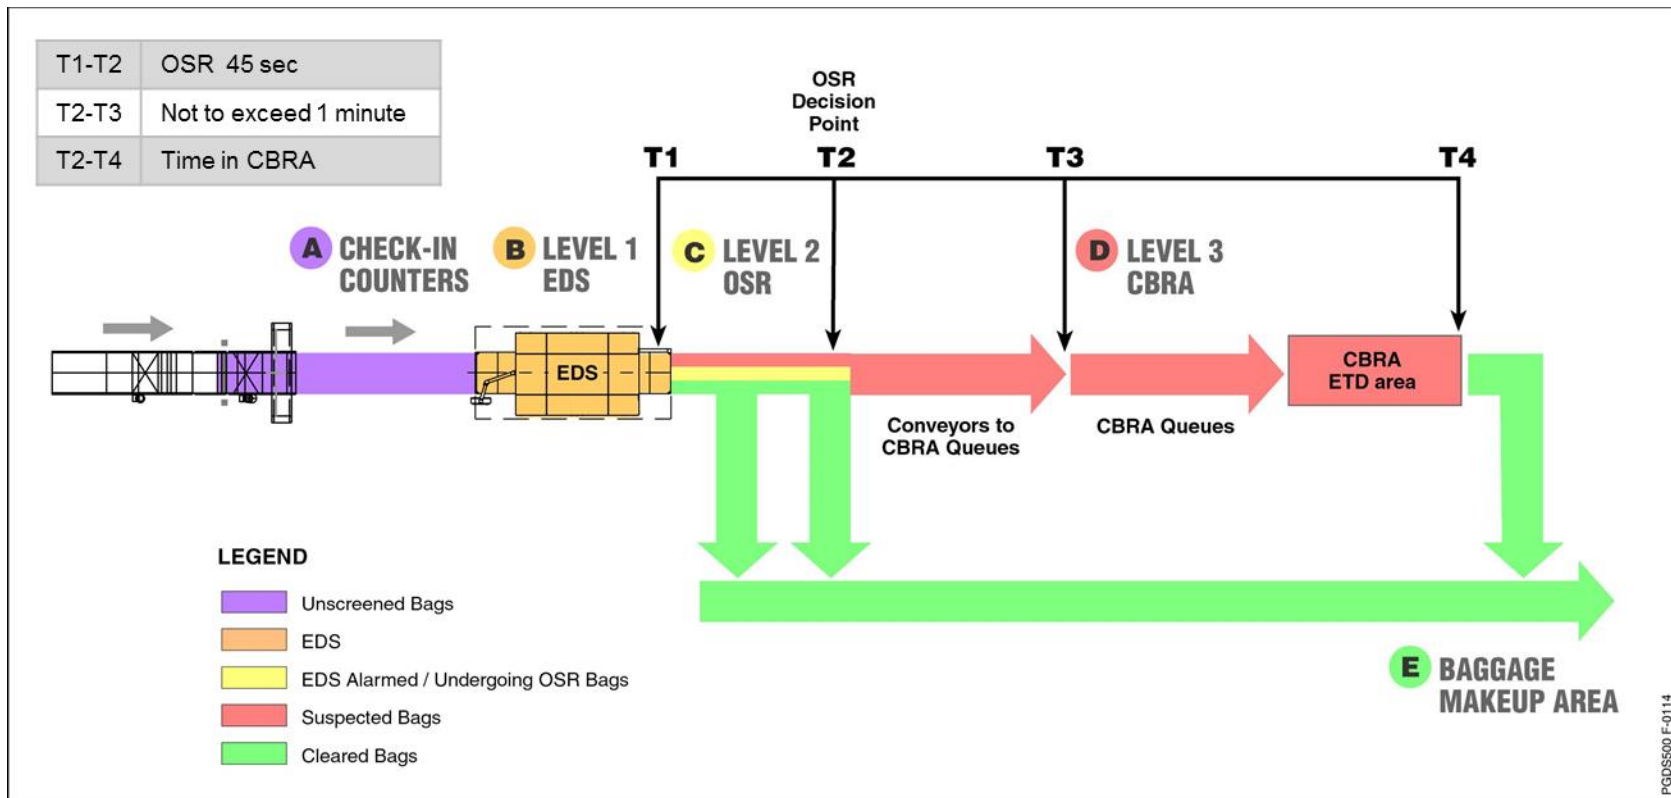 T1-T2 OSR 45 sec
T2-T3 Not to exceed 1 minute
T2-T4 Time in CBRA
OSR
Decision
Point
T1 T2 T3 T4
A CHECK-IN
COUNTERS
B LEVEL 1
EDS
C LEVEL 2
OSR
D LEVEL 3
CBRA
EDS
CBRA
ETD area
Conveyors to
CBRA Queues
CBRA Queues
LEGEND
Unscreened Bags
EDS
EDS Alarmed / Undergoing OSR Bags
Suspected Bags
Cleared Bags
E BAGGAGE
MAKEUP AREA
PGDS500 F-0114